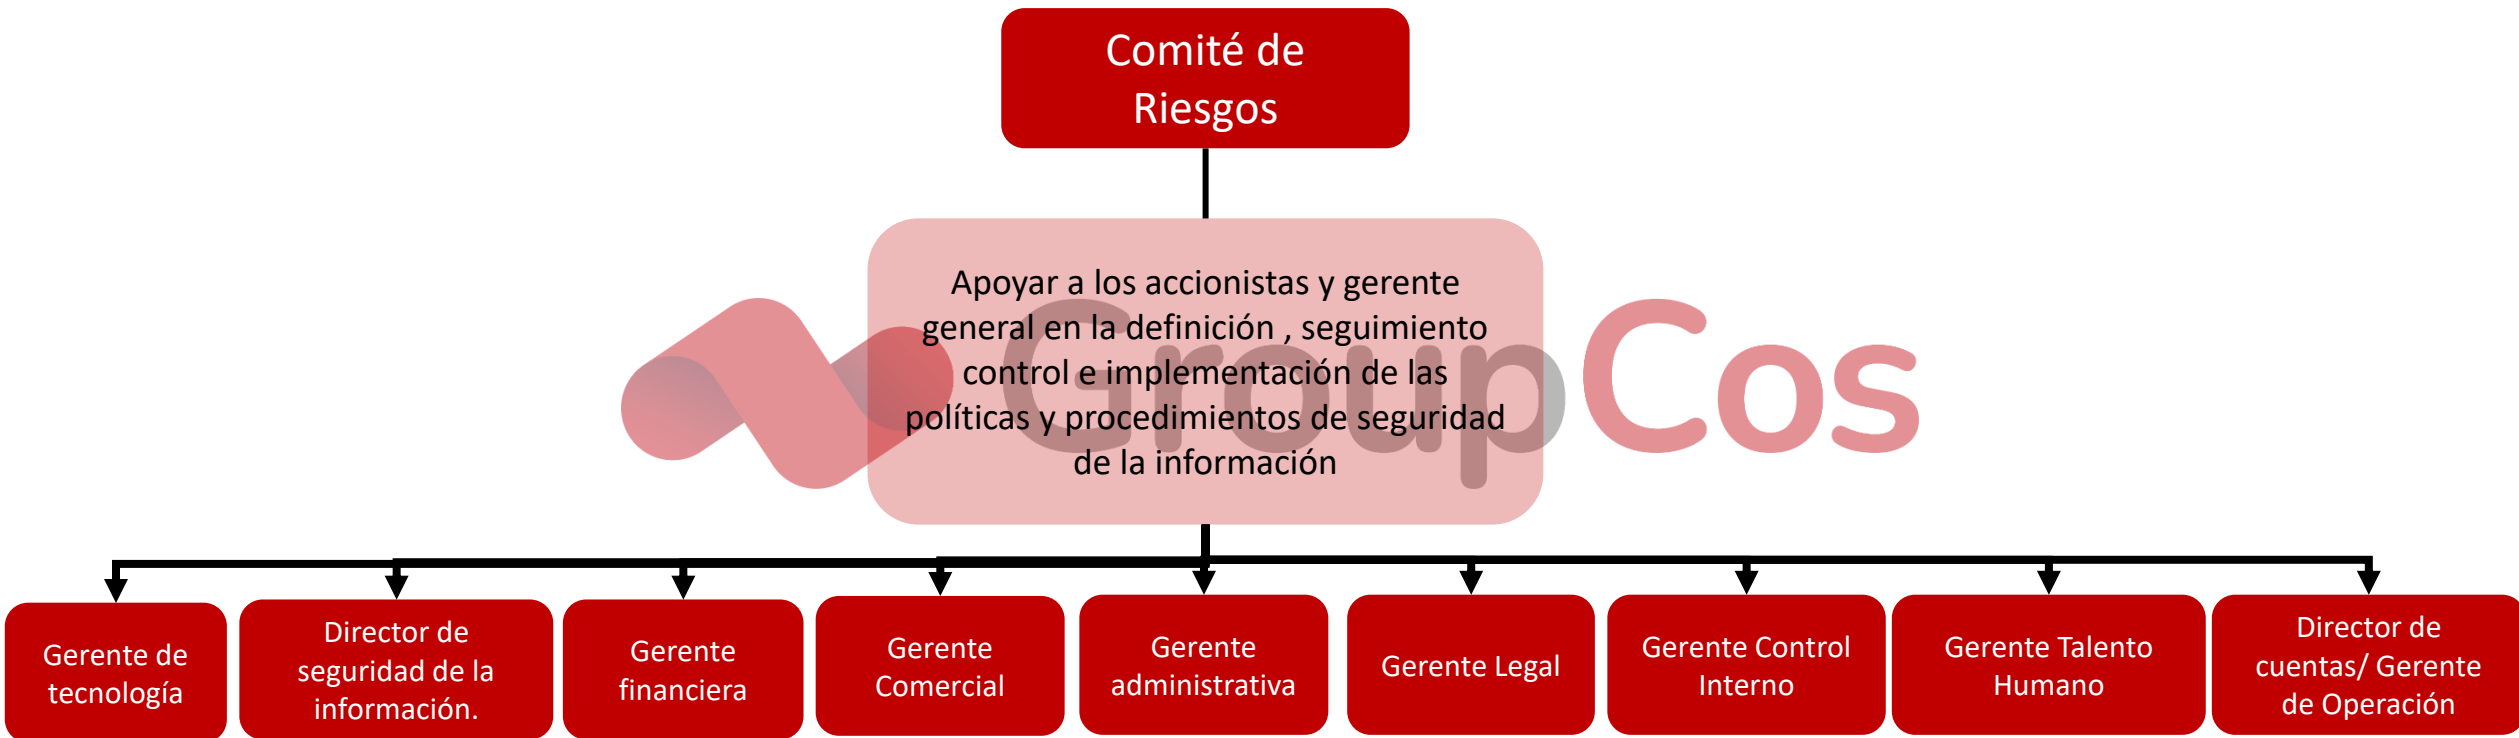 Comité de
Riesgos
Apoyar a los accionistas y gerente
general en la definición , seguimiento
control e implementación de las
políticas y procedimientos de seguridad
de la información
GroupCos
Gerente de
tecnología
Director de
seguridad de la
información.
Gerente
financiera
Gerente
Comercial
Gerente
administrativa
Gerente Legal
Gerente Control
Interno
Gerente Talento
Humano
Director de
cuentas/ Gerente
de Operación